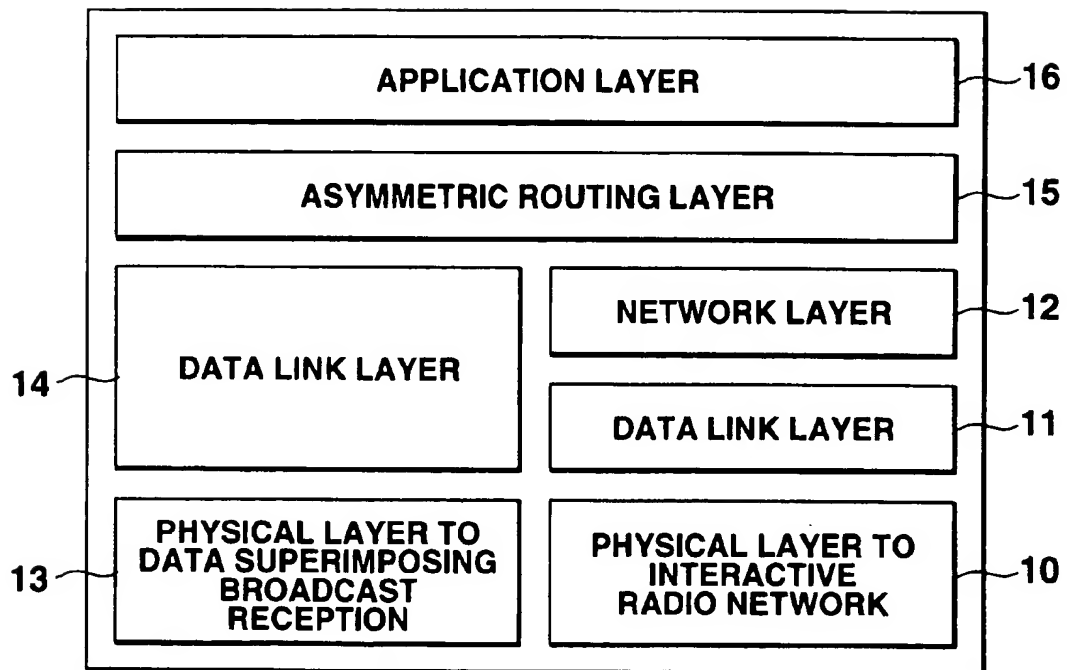 APPLICATION LAYER
16
ASYMMETRIC ROUTING LAYER
15
NETWORK LAYER
12
14
DATA LINK LAYER
DATA LINK LAYER
11
13
PHYSICAL LAYER TO
DATA SUPERIMPOSING
BROADCAST
RECEPTION
PHYSICAL LAYER TO
INTERACTIVE
RADIO NETWORK
10